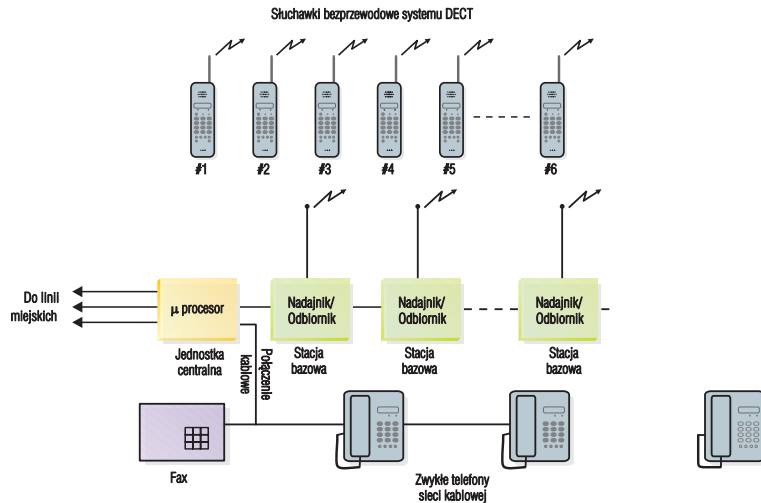 Słuchawki bezprzewodowe systemu DECT
#1
#2
#3
#4
#5
#6
Do linii
miejskich
μ procesor
Nadajnik/
Odbiornik
Nadajnik/
Odbiornik
Nadajnik/
Odbiornik
Jednostka
centralna
Połączenie
kablowe
Stacja
bazowa
Stacja
bazowa
Stacja
bazowa
Fax
Zwykłe telefony
sieci kablowej